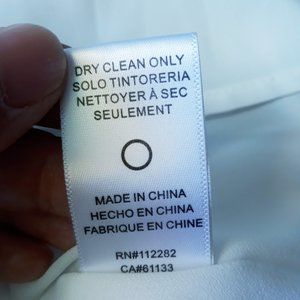 DRY CLEAN ONLY
SOLO TINTORERIA
NETTOYER À SEC
SEULEMENT
MADE IN CHINA
HECHO EN CHINA
FABRIQUE EN CHINE
RN#112282
CA#61133